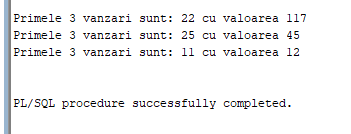 Primele 3 vanzari sunt: 22 cu valoarea 117
Primele 3 vanzari sunt: 25 cu valoarea 45
Primele 3 vanzari sunt: 11 cu valoarea 12
PL/SQL procedure successfully completed.